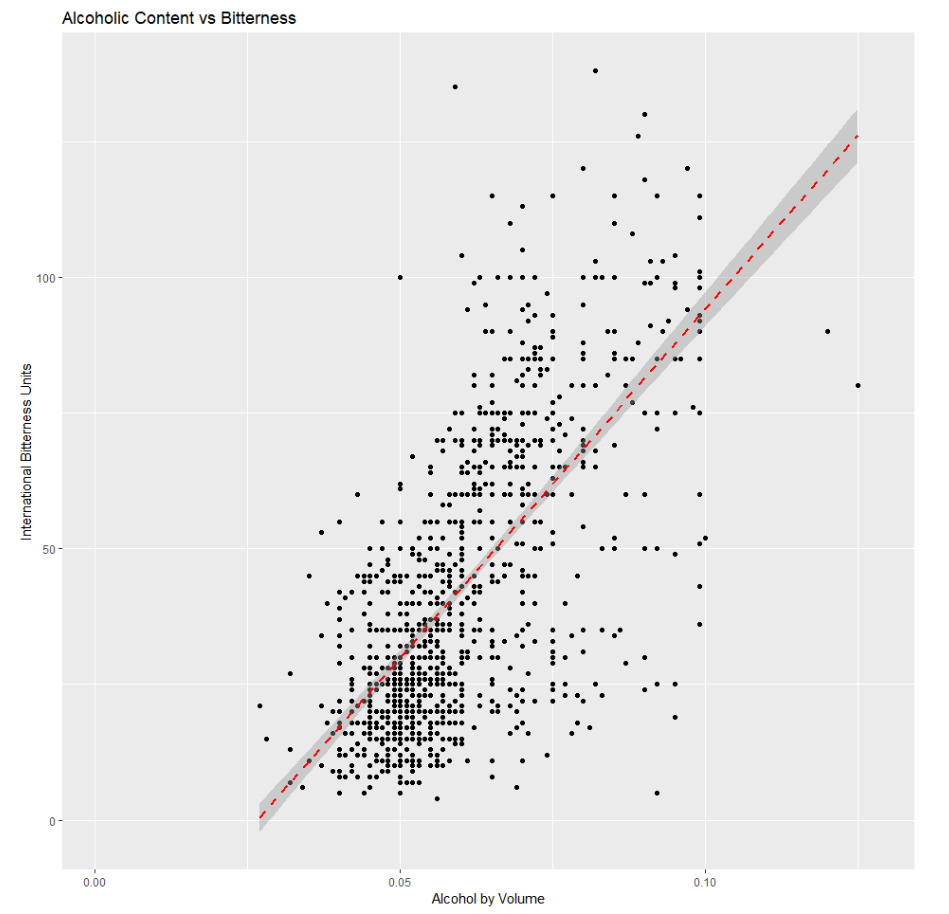 Alcoholic Content vs Bitterness
International Bitterness Units
100
50
0
0.00
0.05
0.10
Alcohol by Volume